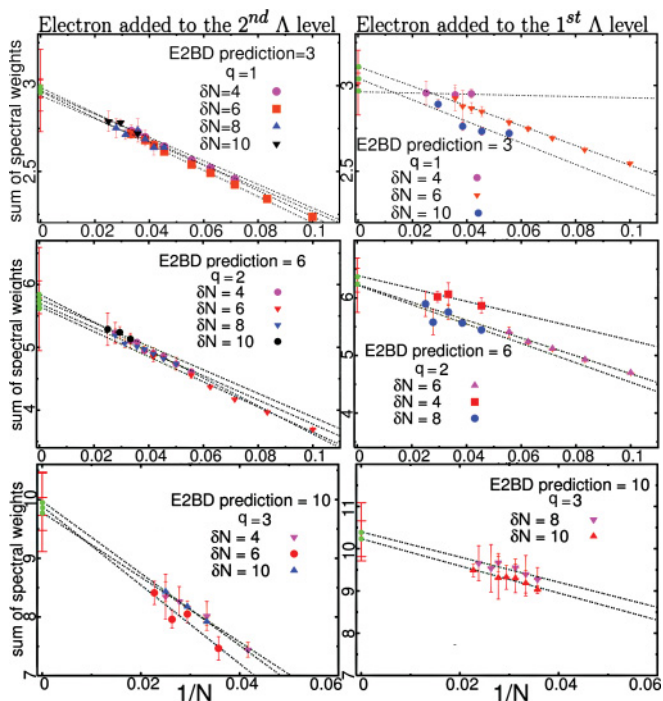 Electron added to the 2nd Λ level
Electron added to the 1st Λ level
sum of spectral weights
3
2.5
E2BD prediction=3
q=1
δN=4
δN=6
δN=8
δN=10
0 0.02 0.04 0.06 0.08 0.1
3
2.5
E2BD prediction = 3
q=1
δN = 4
δN = 6
δN = 10
0 0.02 0.04 0.06 0.08 0.1
sum of spectral weights
6
5
4
E2BD prediction = 6
q=2
δN = 4
δN = 6
δN = 8
δN = 10
0 0.02 0.04 0.06 0.08 0.1
6
5
4
E2BD prediction = 6
q=2
δN = 6
δN = 4
δN = 8
0 0.02 0.04 0.06 0.08 0.1
sum of spectral weights
10
9
8
7
E2BD prediction = 10
q=3
δN = 4
δN = 6
δN = 10
0 0.02 0.04 0.06
1/N
11
10
9
8
7
E2BD prediction = 10
q=3
δN = 8
δN = 10
0 0.02 0.04 0.06
1/N